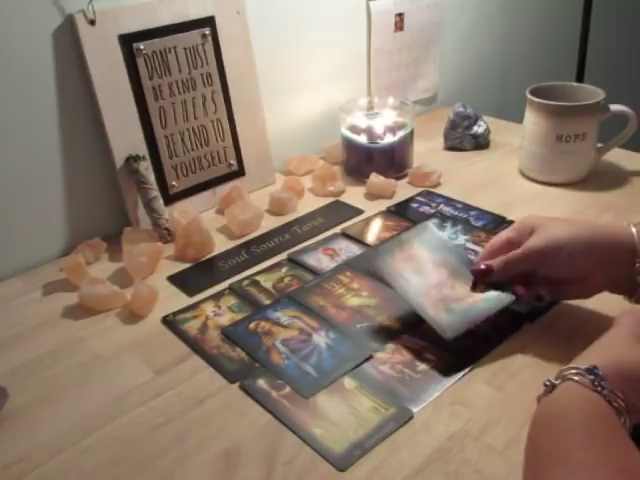 DON'T JUST
BE KIND TO
OTHERS
BE KIND TO
YOURSELF
Soul Source Tarot
HOPE